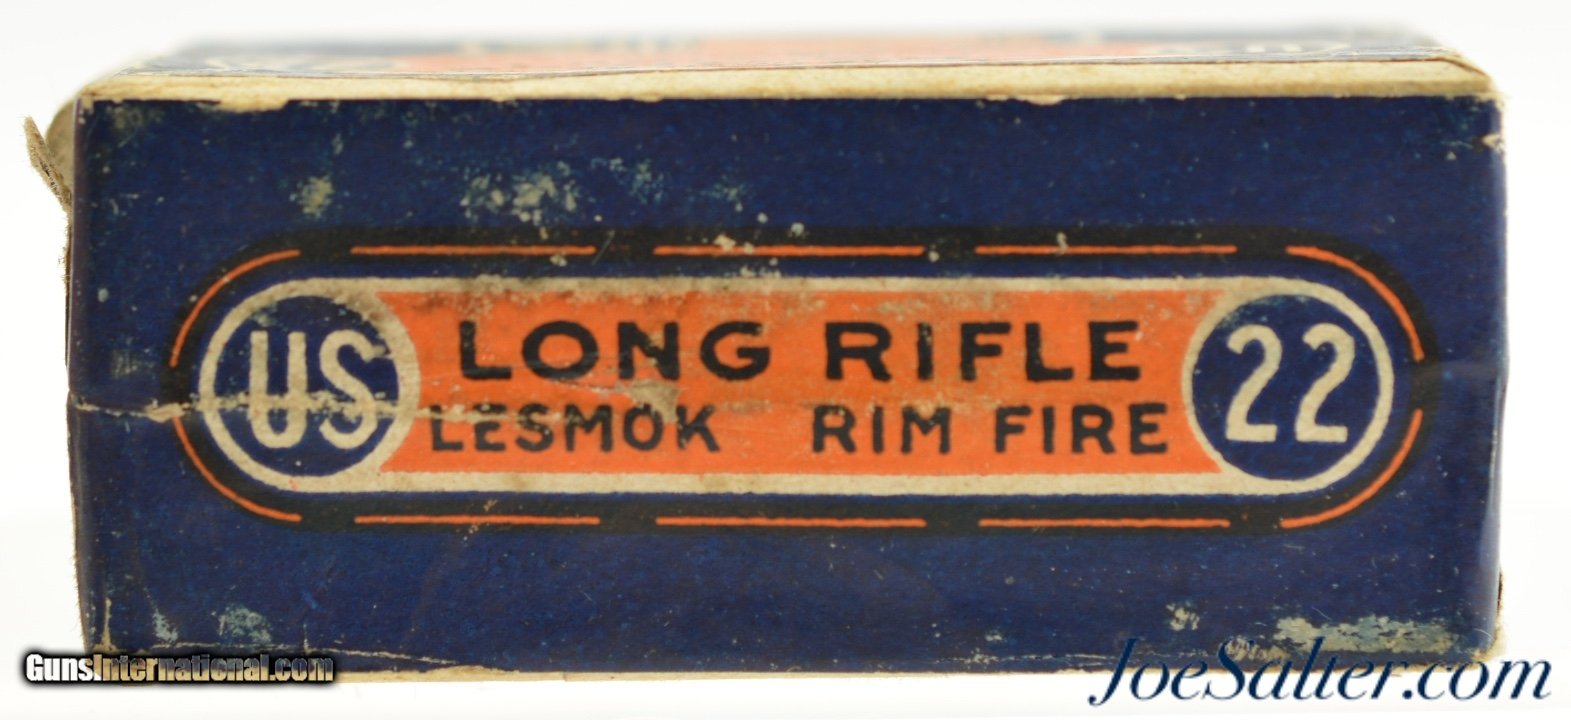 US LONG RIFLE 22
LESMOK RIM FIRE
GunsInternational.com
JoeSalter.com